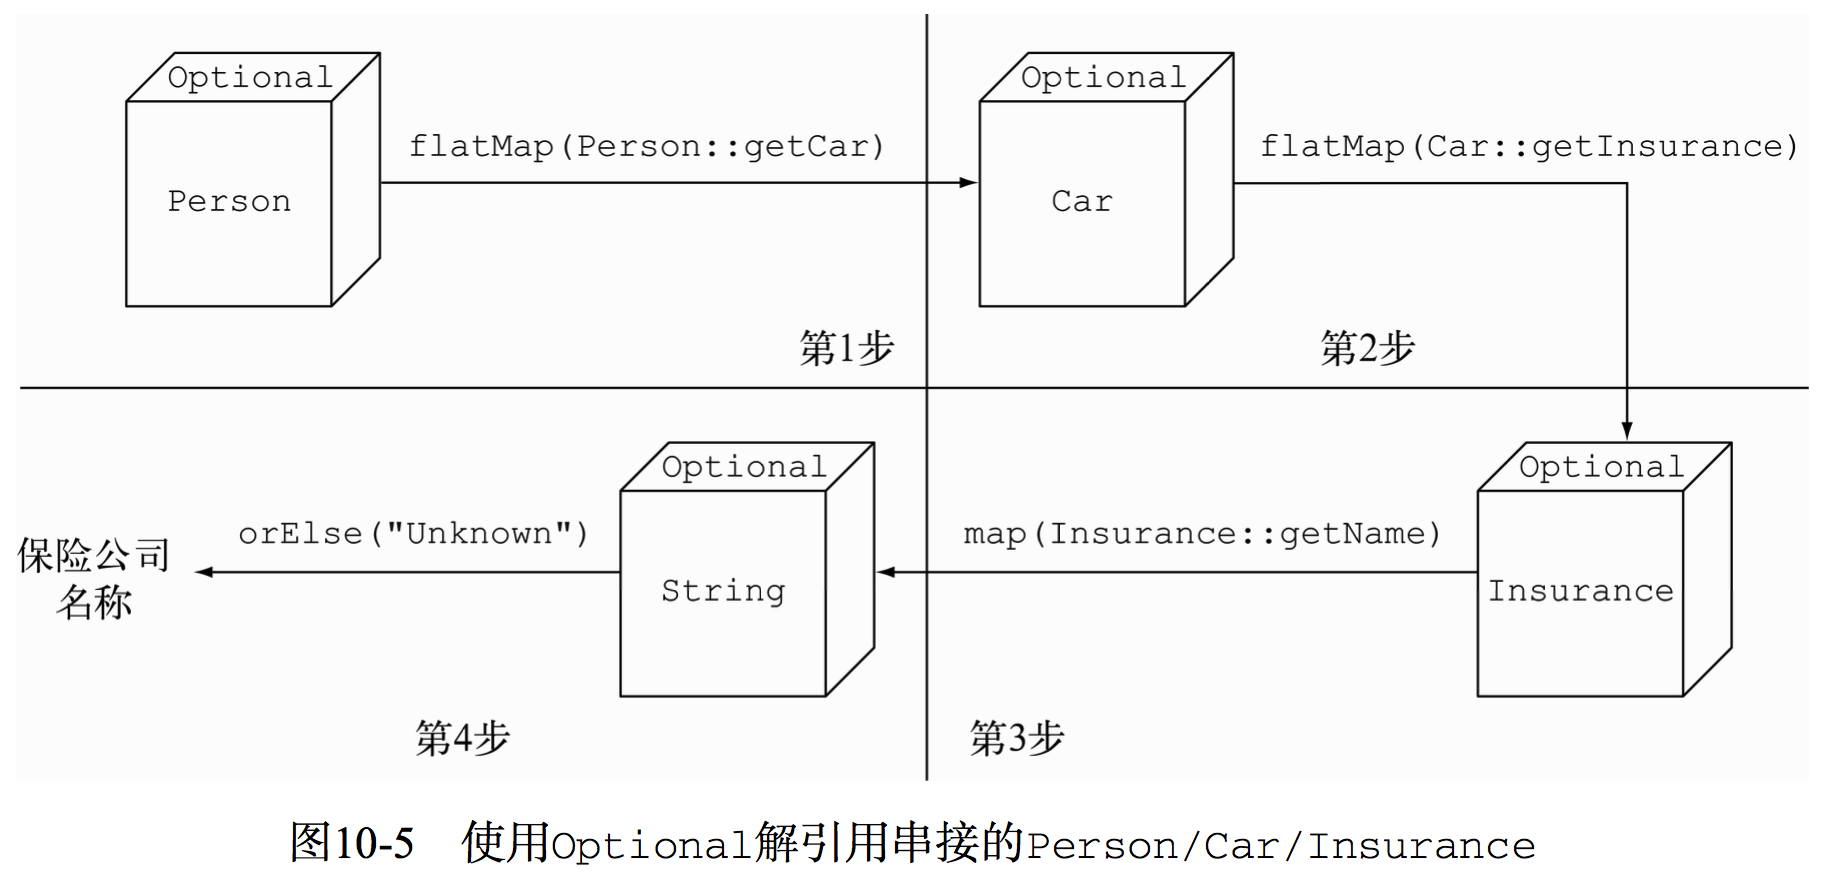 Optional
Person
flatMap(Person::getCar)
第1步
Optional
Car
flatMap(Car::getInsurance)
第2步
Optional
Insurance
map(Insurance::getName)
第3步
Optional
String
orElse("Unknown")
保险公司
名称
第4步
图10-5 使用Optional解引用串接的Person/Car/Insurance